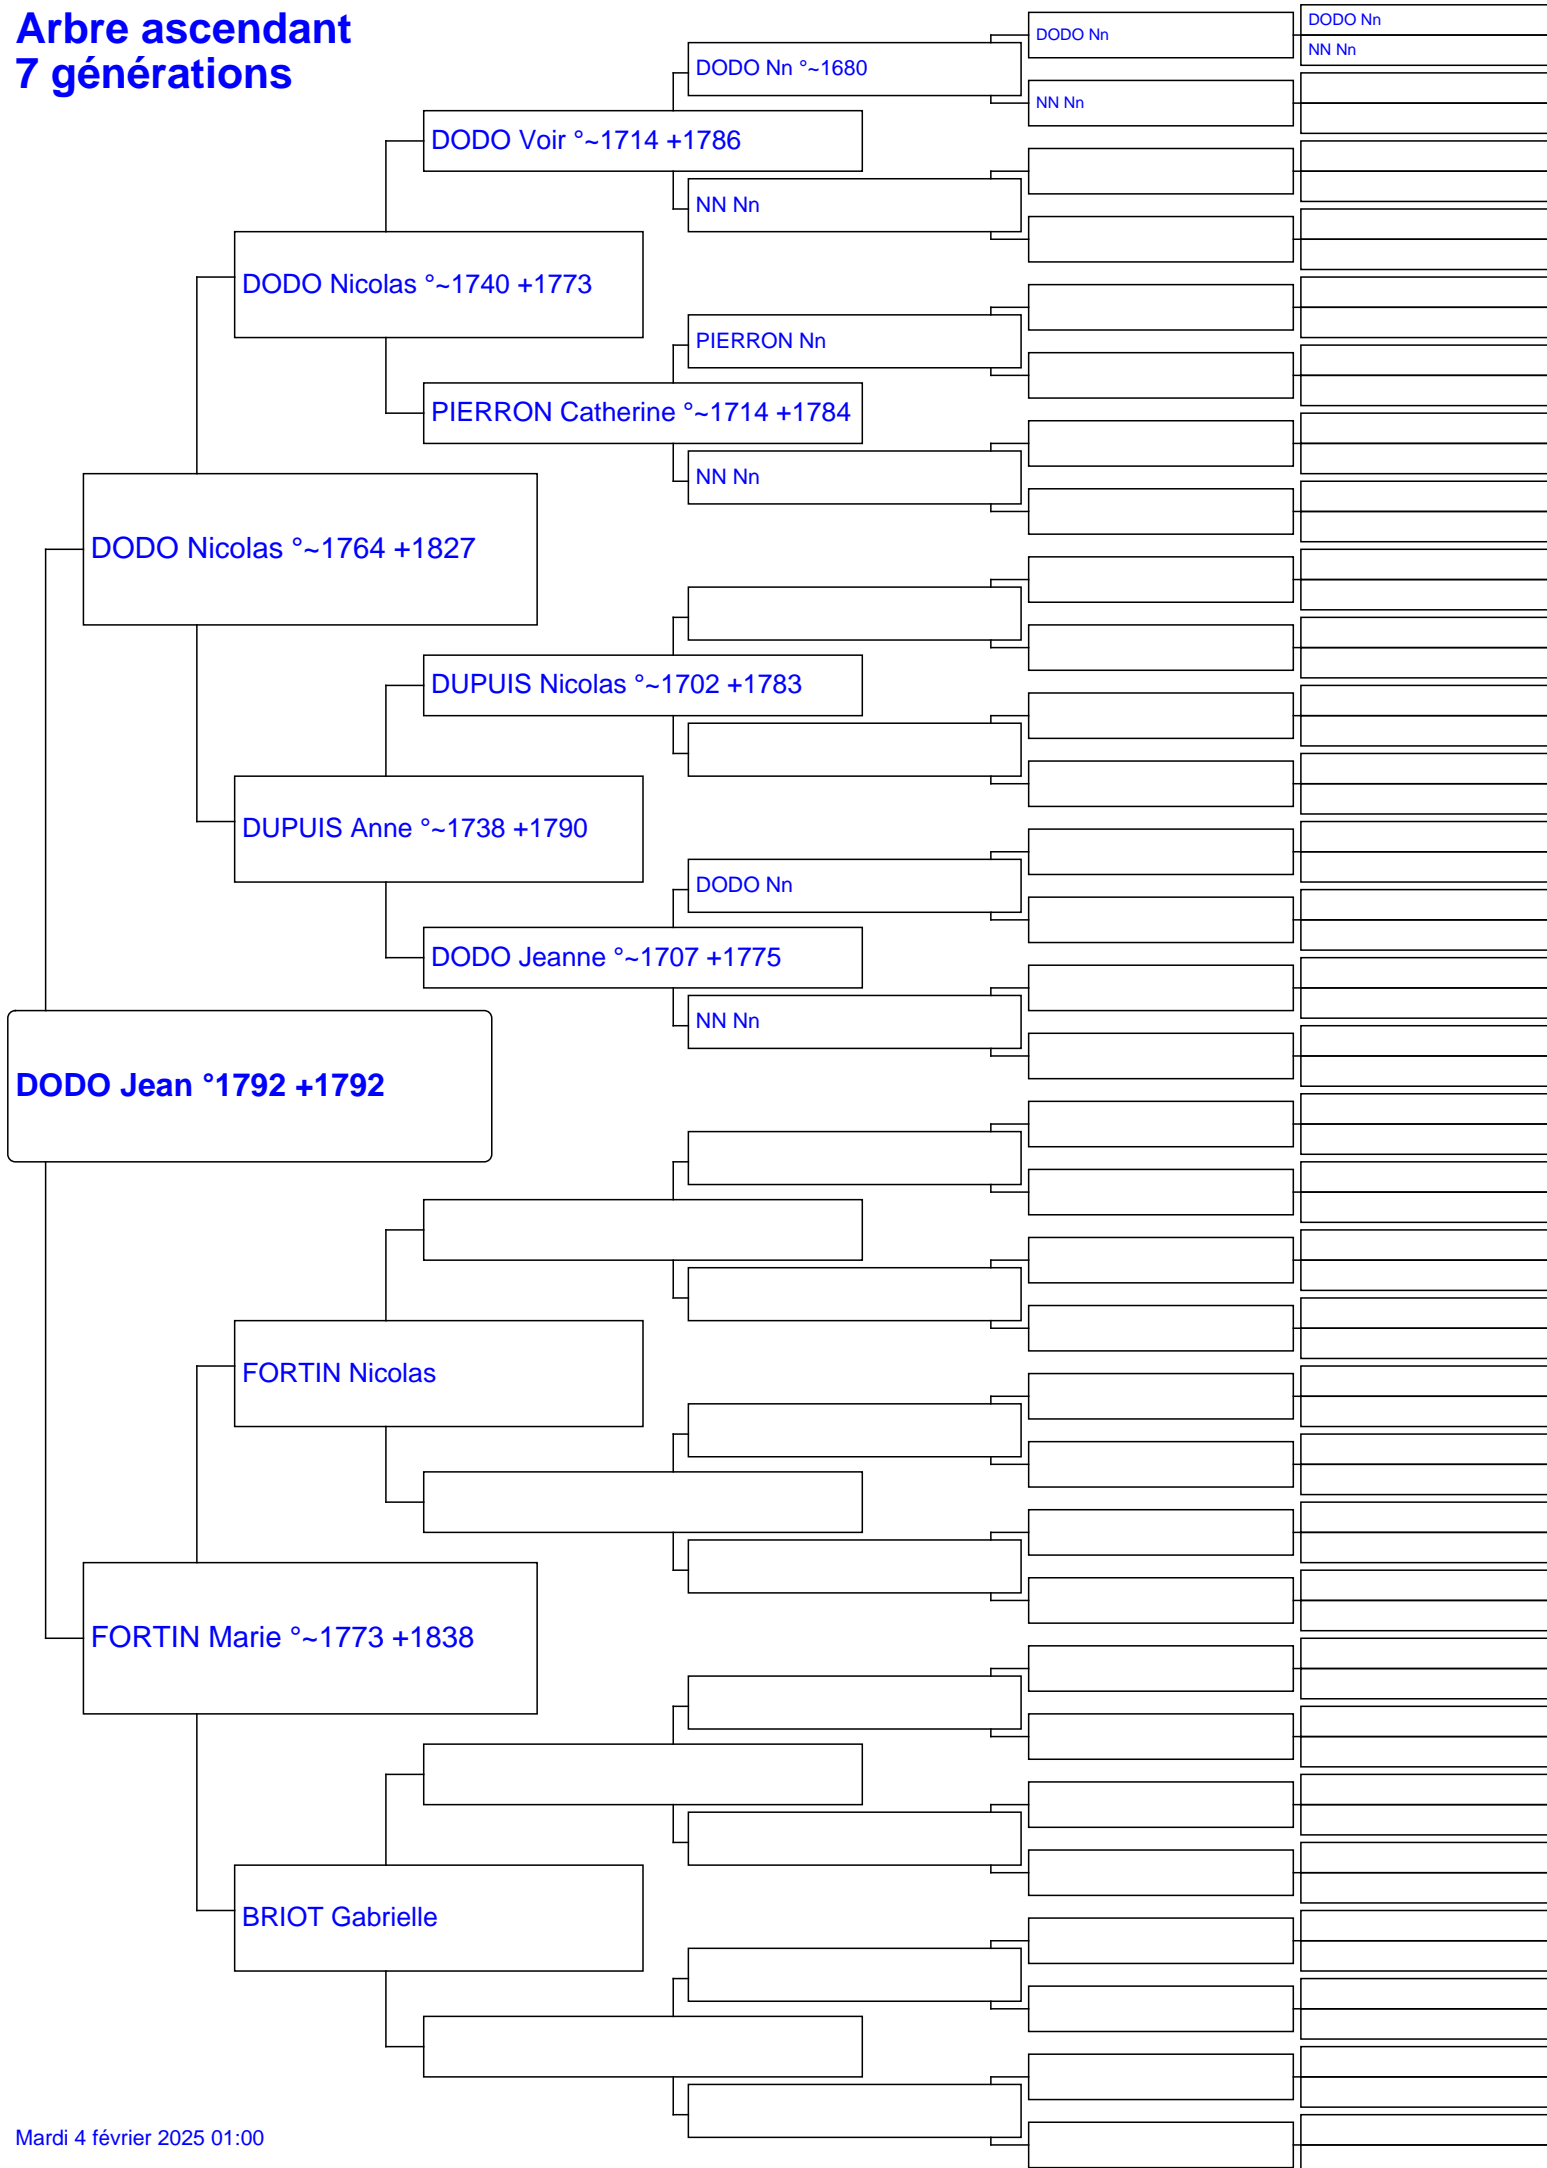 Arbre ascendant
7 générations
DODO Nn
NN Nn
DODO Nn
NN Nn
DODO Nn °~1680
DODO Voir °~1714 +1786
NN Nn
DODO Nicolas °~1740 +1773
PIERRON Nn
PIERRON Catherine °~1714 +1784
NN Nn
DODO Nicolas °~1764 +1827
DUPUIS Nicolas °~1702 +1783
DUPUIS Anne °~1738 +1790
DODO Nn
DODO Jeanne °~1707 +1775
NN Nn
DODO Jean °1792 +1792
FORTIN Nicolas
FORTIN Marie °~1773 +1838
BRIOT Gabrielle
Mardi 4 février 2025 01:00